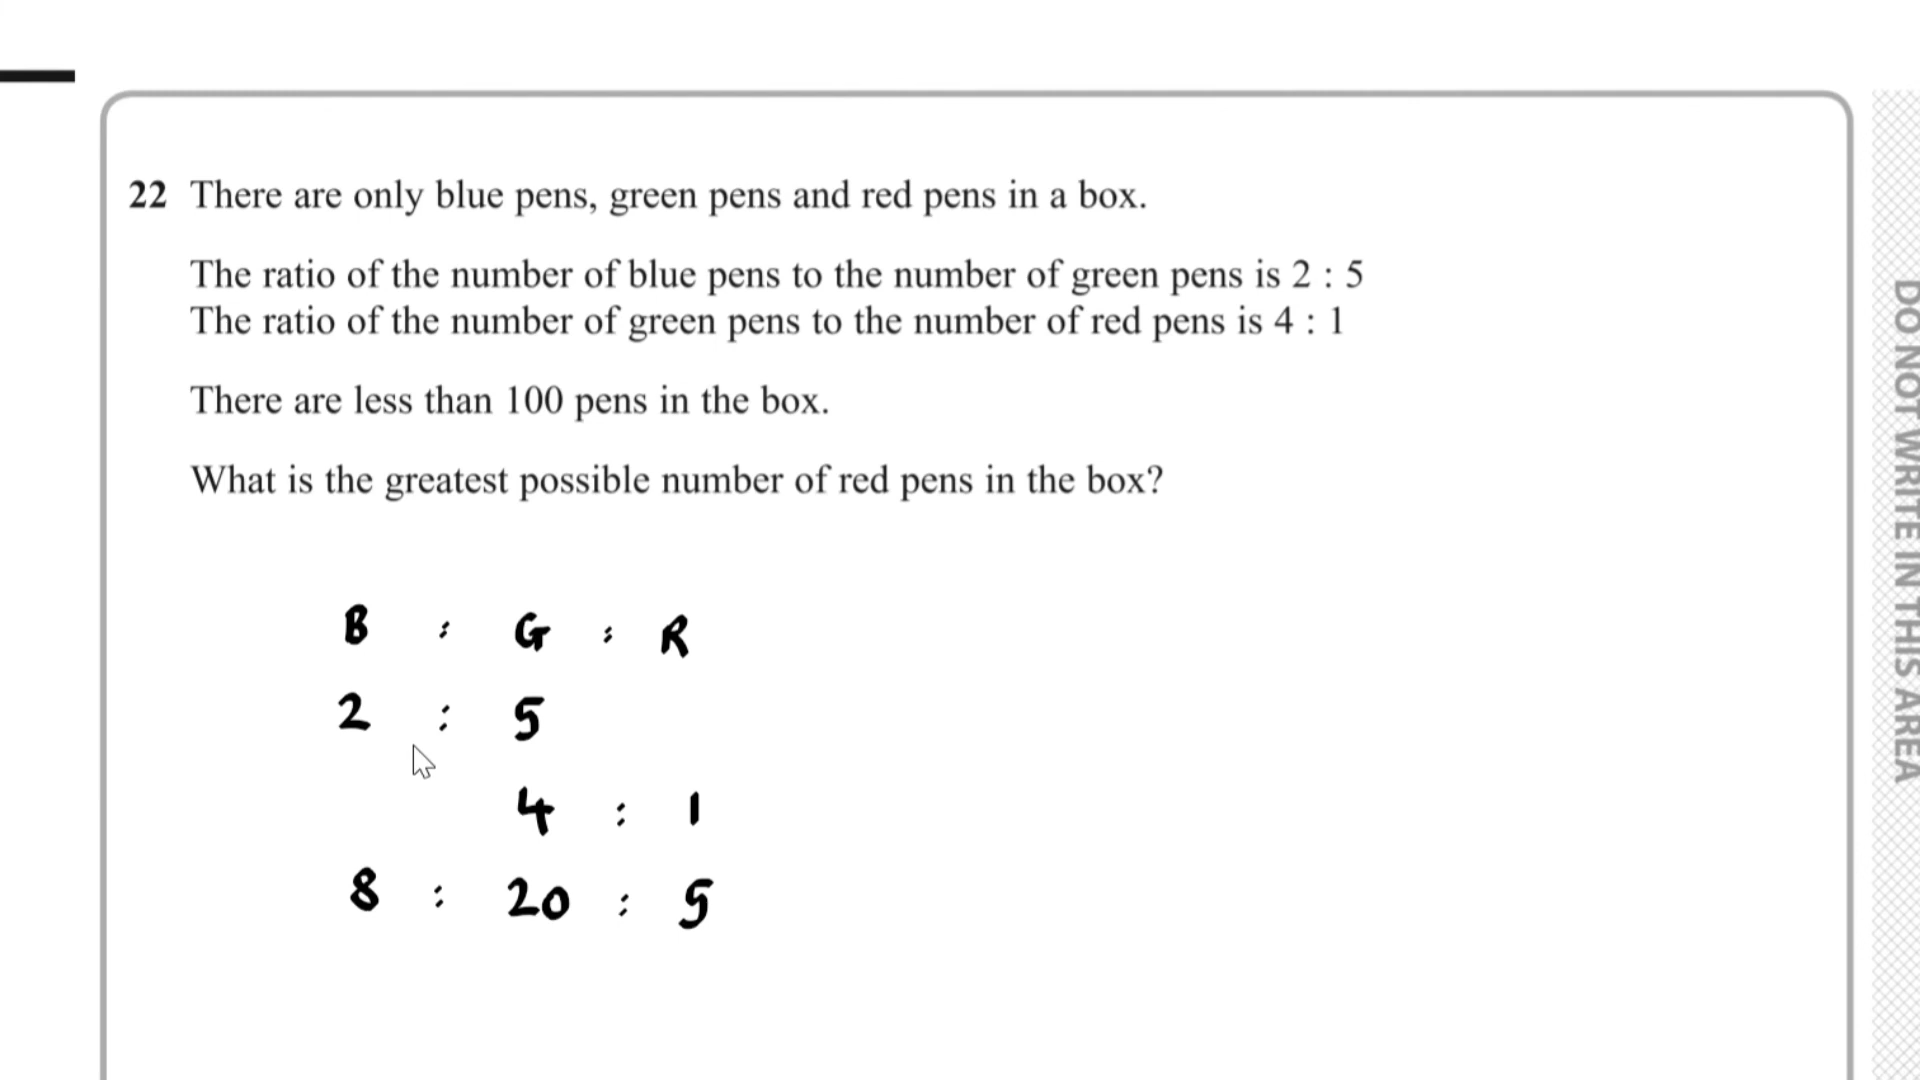 22 There are only blue pens, green pens and red pens in a box.
The ratio of the number of blue pens to the number of green pens is 2 : 5
The ratio of the number of green pens to the number of red pens is 4 : 1
There are less than 100 pens in the box.
What is the greatest possible number of red pens in the box?
B : G : R
2 : 5
4 : 1
8 : 20 : 5
DO NOT WRITE IN THIS AREA